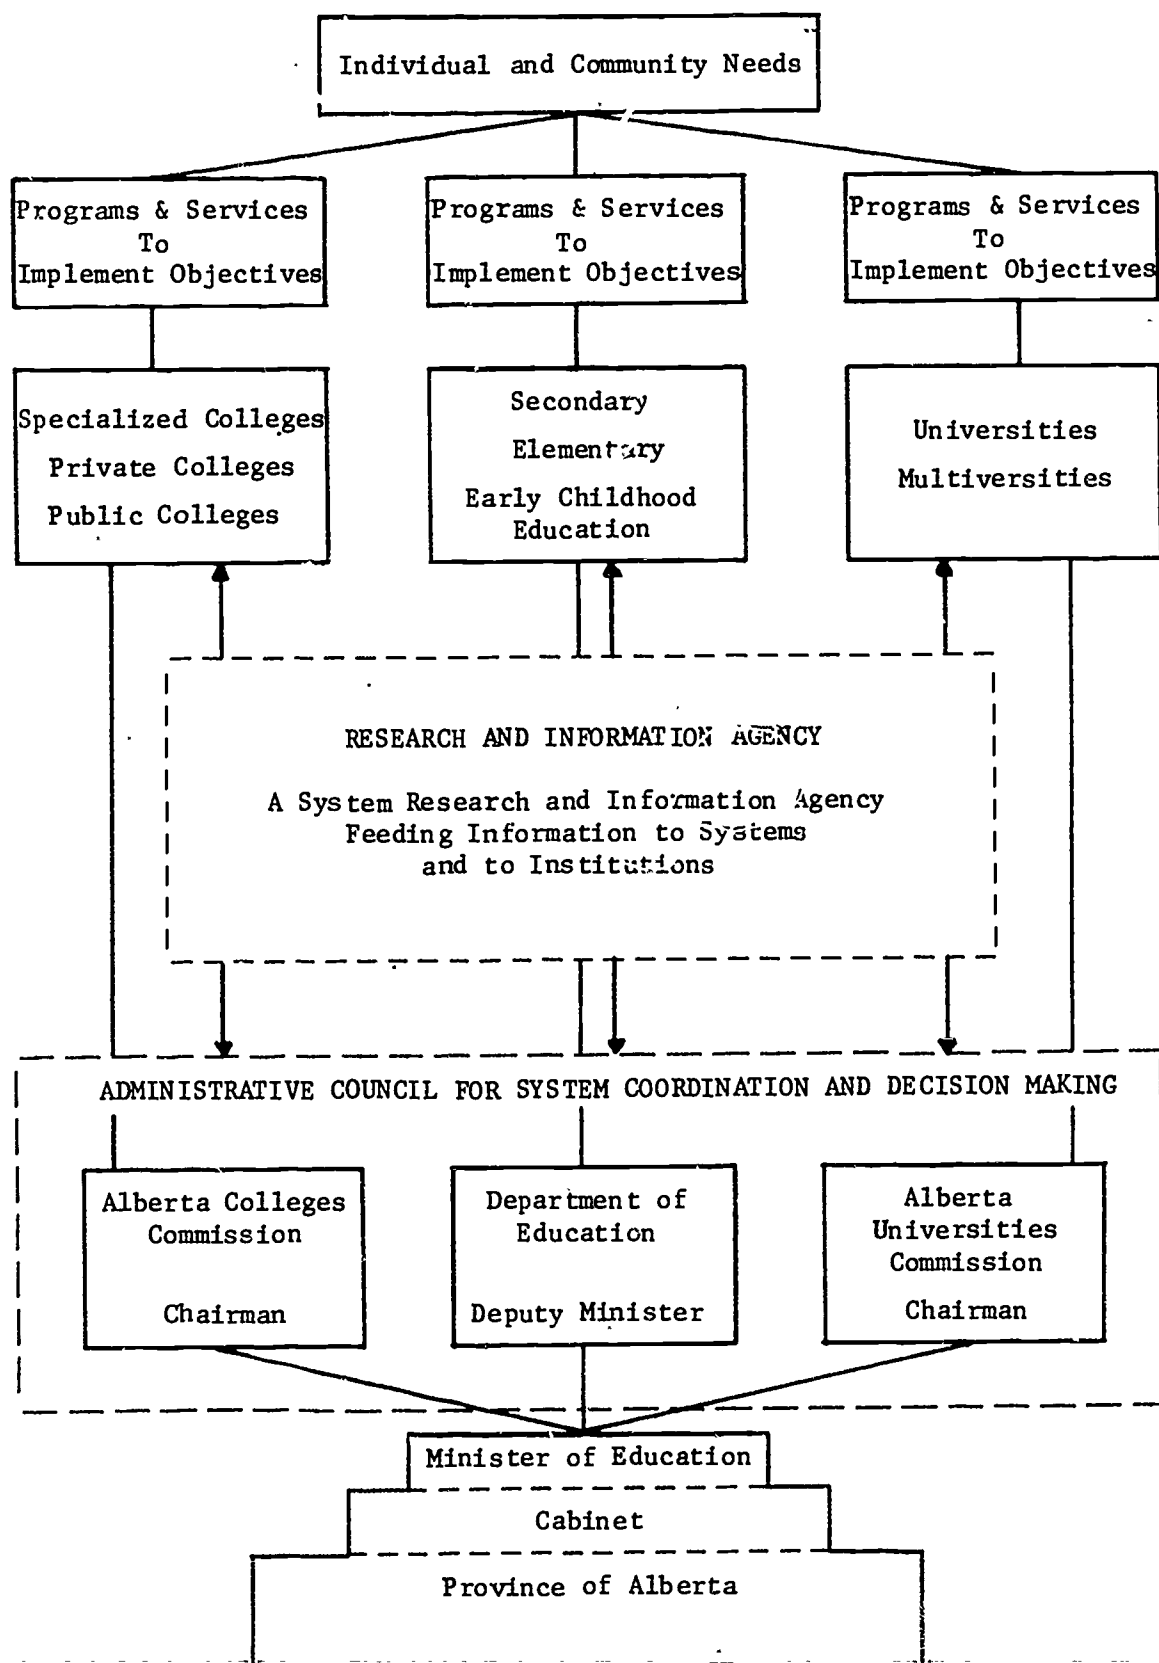 Individual and Community Needs
Programs & Services
To
Implement Objectives
Programs & Services
To
Implement Objectives
Programs & Services
To
Implement Objectives
Specialized Colleges
Private Colleges
Public Colleges
Secondary
Elementary
Early Childhood
Education
Universities
Multiversities
RESEARCH AND INFORMATION AGENCY
A System Research and Information Agency
Feeding Information to Systems
and to Institutions
ADMINISTRATIVE COUNCIL FOR SYSTEM COORDINATION AND DECISION MAKING
Alberta Colleges
Commission
Chairman
Department of
Education
Deputy Minister
Alberta
Universities
Commission
Chairman
Minister of Education
Cabinet
Province of Alberta